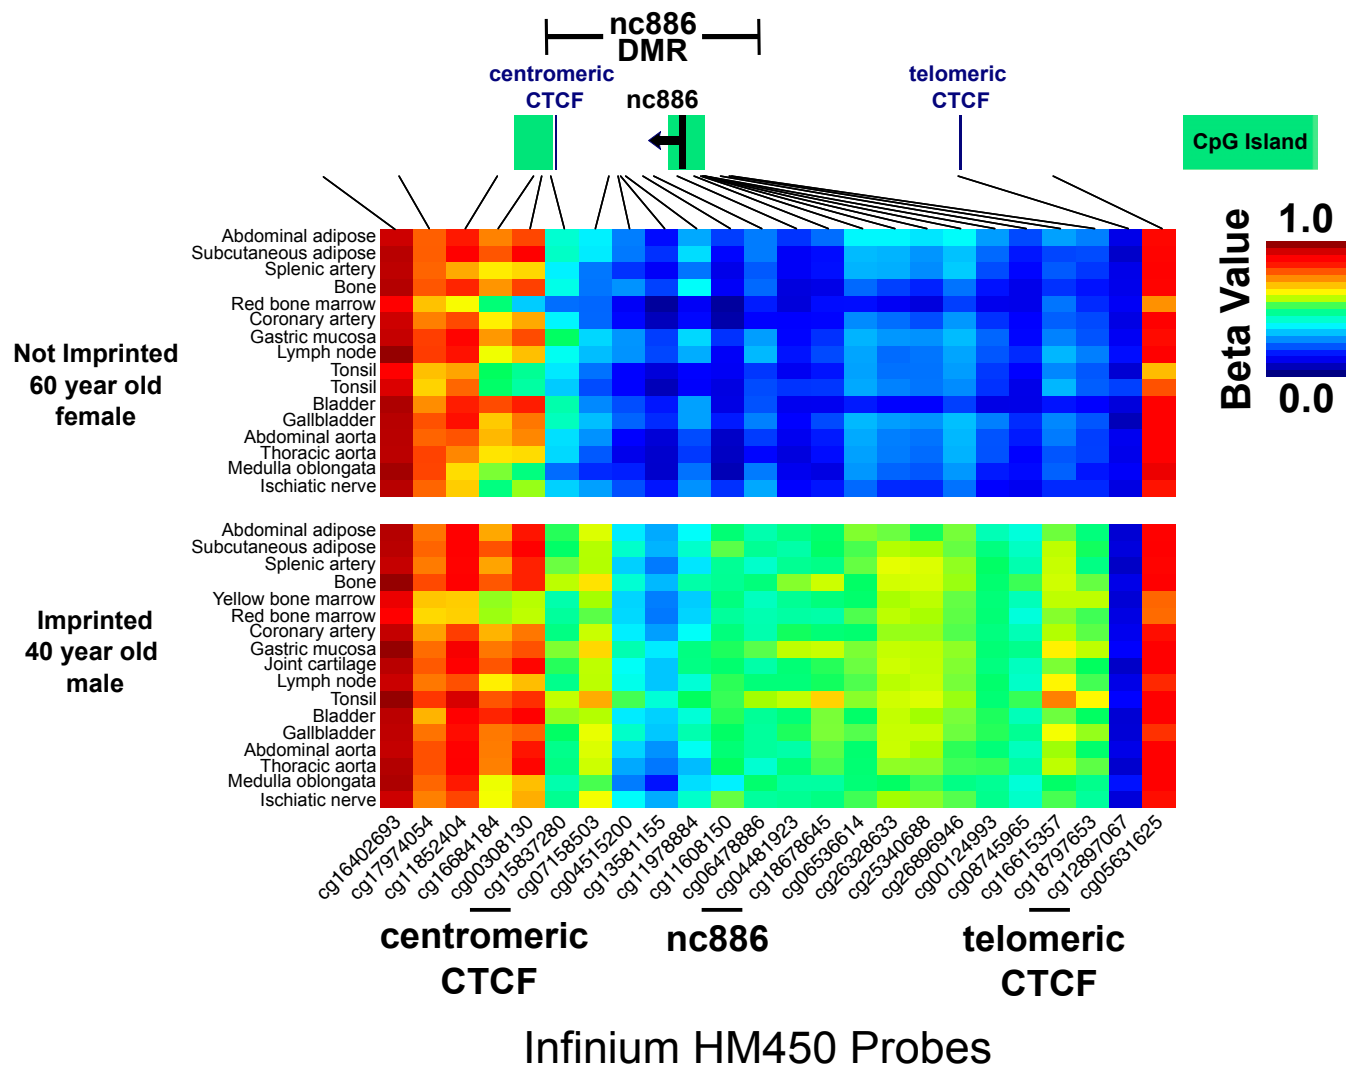 nc886
DMR
centromeric
CTCF
nc886
telomeric
CTCF
CpG Island
Beta Value
1.0
0.0
Not Imprinted
60 year old
female
Abdominal adipose
Subcutaneous adipose
Splenic artery
Bone
Red bone marrow
Coronary artery
Gastric mucosa
Lymph node
Tonsil
Tonsil
Bladder
Gallbladder
Abdominal aorta
Thoracic aorta
Medulla oblongata
Ischiatic nerve
Imprinted
40 year old
male
Abdominal adipose
Subcutaneous adipose
Splenic artery
Bone
Yellow bone marrow
Red bone marrow
Coronary artery
Gastric mucosa
Joint cartilage
Lymph node
Tonsil
Bladder
Gallbladder
Abdominal aorta
Thoracic aorta
Medulla oblongata
Ischiatic nerve
cg16402693
cg17974054
cg11852404
cg16684184
cg00308130
cg15837280
cg07158503
cg04515200
cg13581155
cg11978884
cg11608150
cg06478886
cg04481923
cg18678645
cg06536614
cg26328633
cg25340688
cg26896946
cg00124993
cg08745965
cg16615357
cg18797653
cg12897067
cg05631625
centromeric
CTCF
nc886
telomeric
CTCF
Infinium HM450 Probes